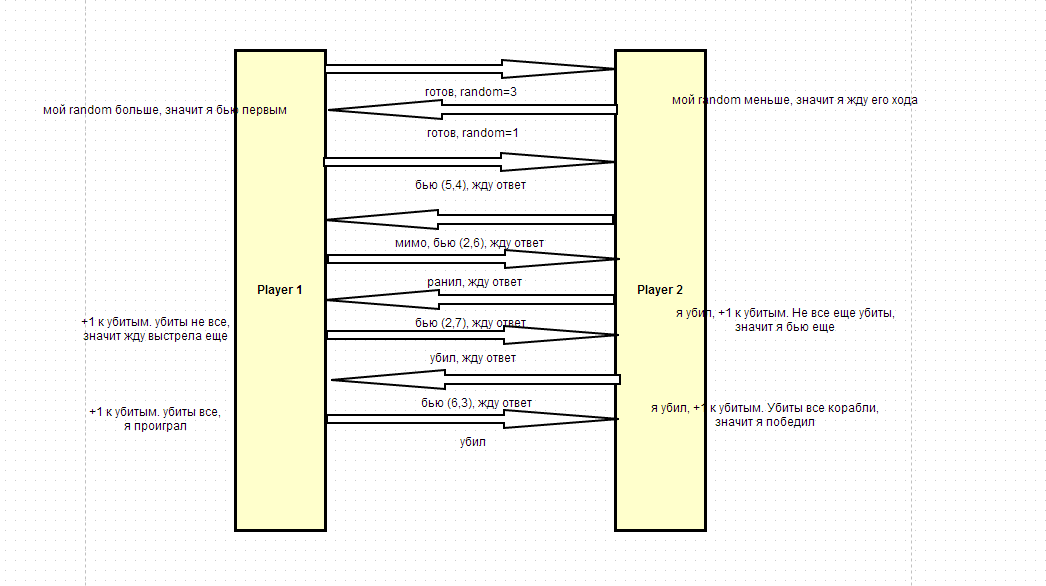 готов, random=3
мой random больше, значит я бью первым
мой random меньше, значит я жду его хода
готов, random=1
бью (5,4), жду ответ
мимо, бью (2,6), жду ответ
ранил, жду ответ
Player 1
Player 2
бью (2,7), жду ответ
+1 к убитым. убиты не все,
значит жду выстрела еще
я убил, +1 к убитым. Не все еще убиты,
значит я бью еще
убил, жду ответ
бью (6,3), жду ответ
+1 к убитым. убиты все,
я проиграл
я убил, +1 к убитым. Убиты все корабли,
значит я победил
убил